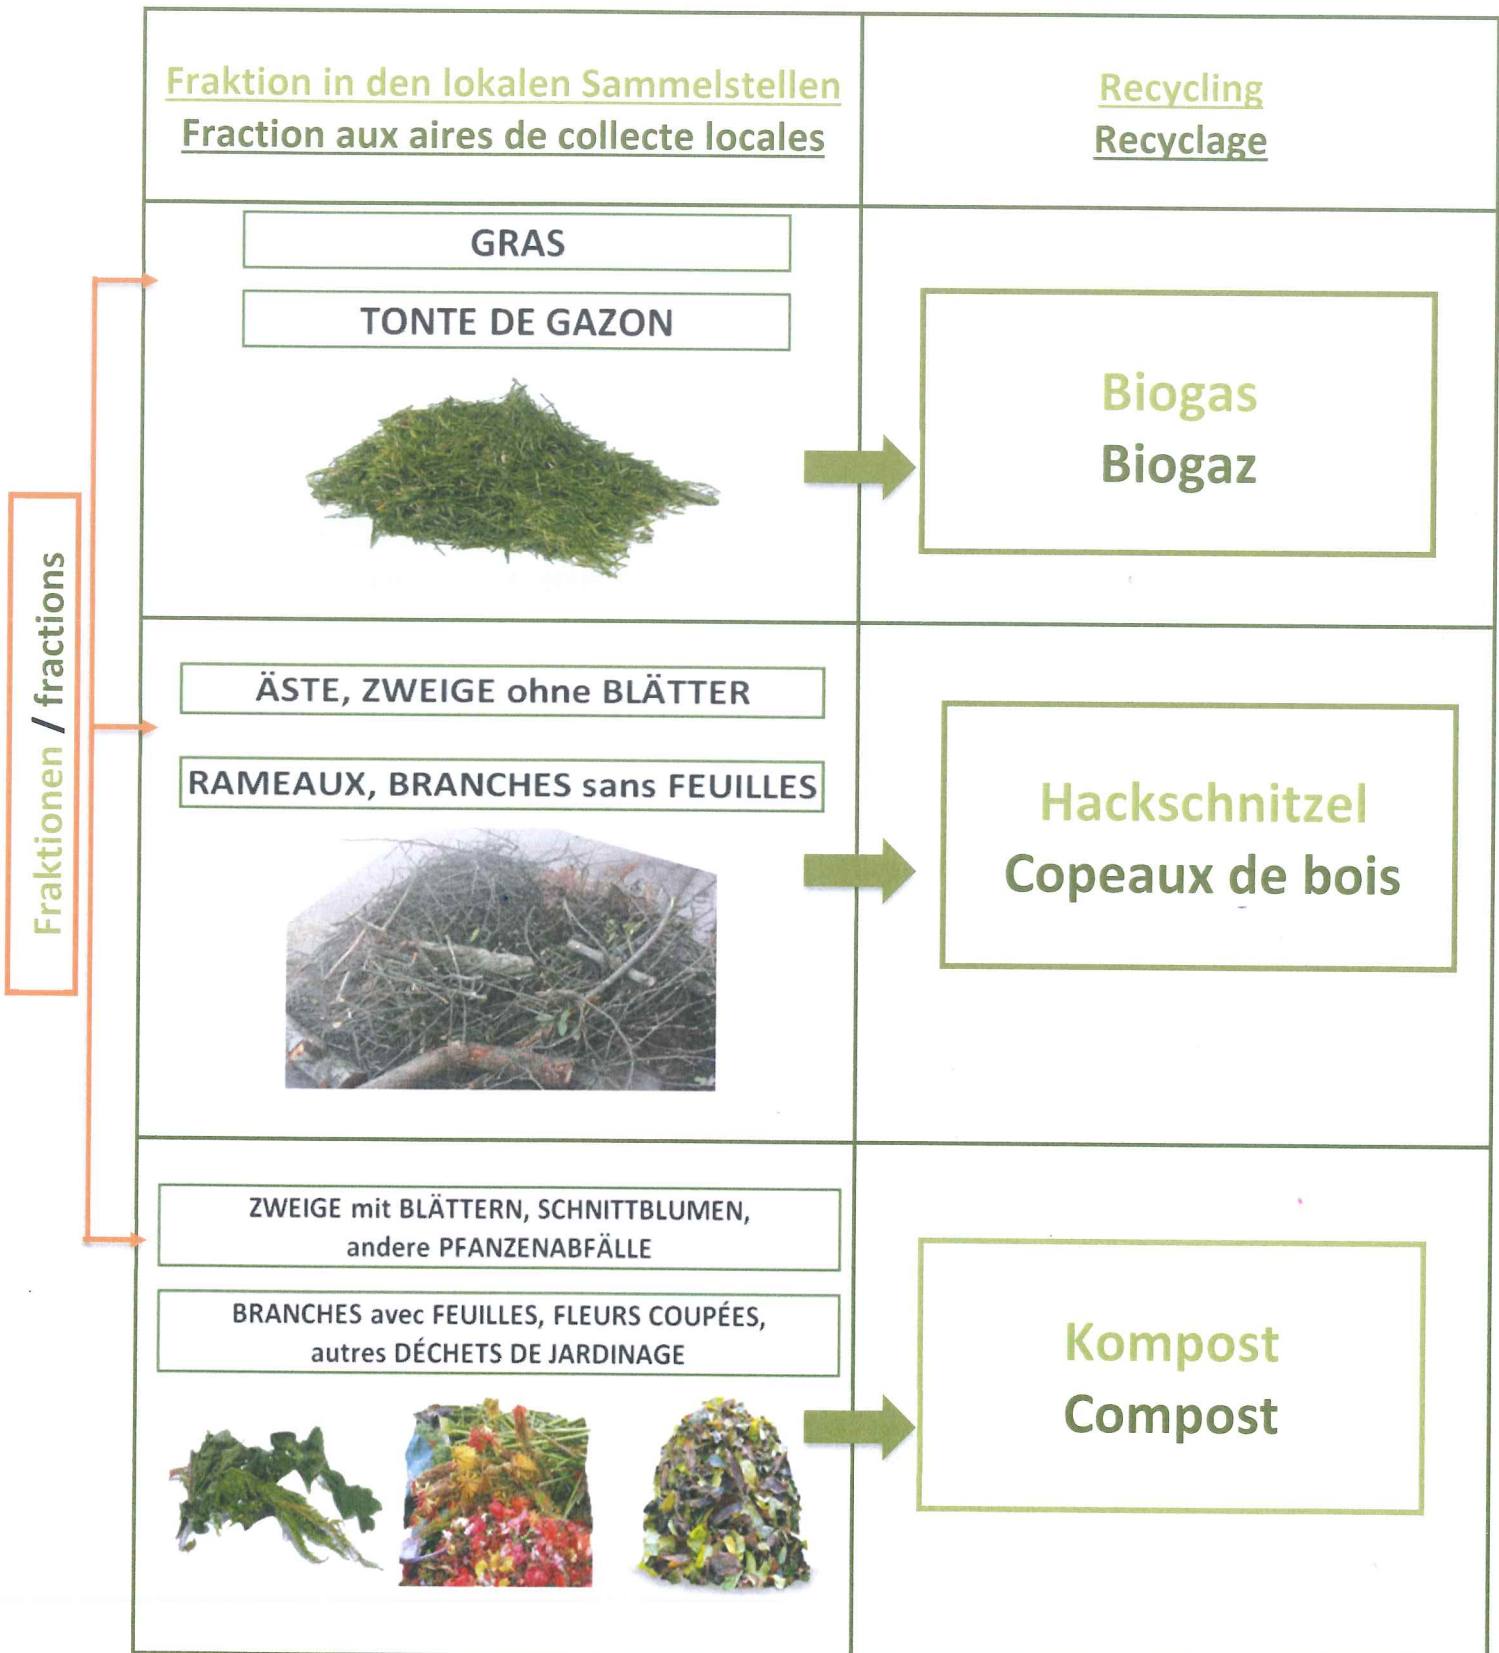 Fraktion in den lokalen Sammelstellen
Fraction aux aires de collecte locales
Recycling
Recyclage
Fraktionen / fractions
GRAS
TONTE DE GAZON
Biogas
Biogaz
ÄSTE, ZWEIGE ohne BLÄTTER
RAMEAUX, BRANCHES sans FEUILLES
Hackschnitzel
Copeaux de bois
ZWEIGE mit BLÄTTERN, SCHNITTBLUMEN,
andere PFANZENABFÄLLE
BRANCHES avec FEUILLES, FLEURS COUPÉES,
autres DÉCHETS DE JARDINAGE
Kompost
Compost